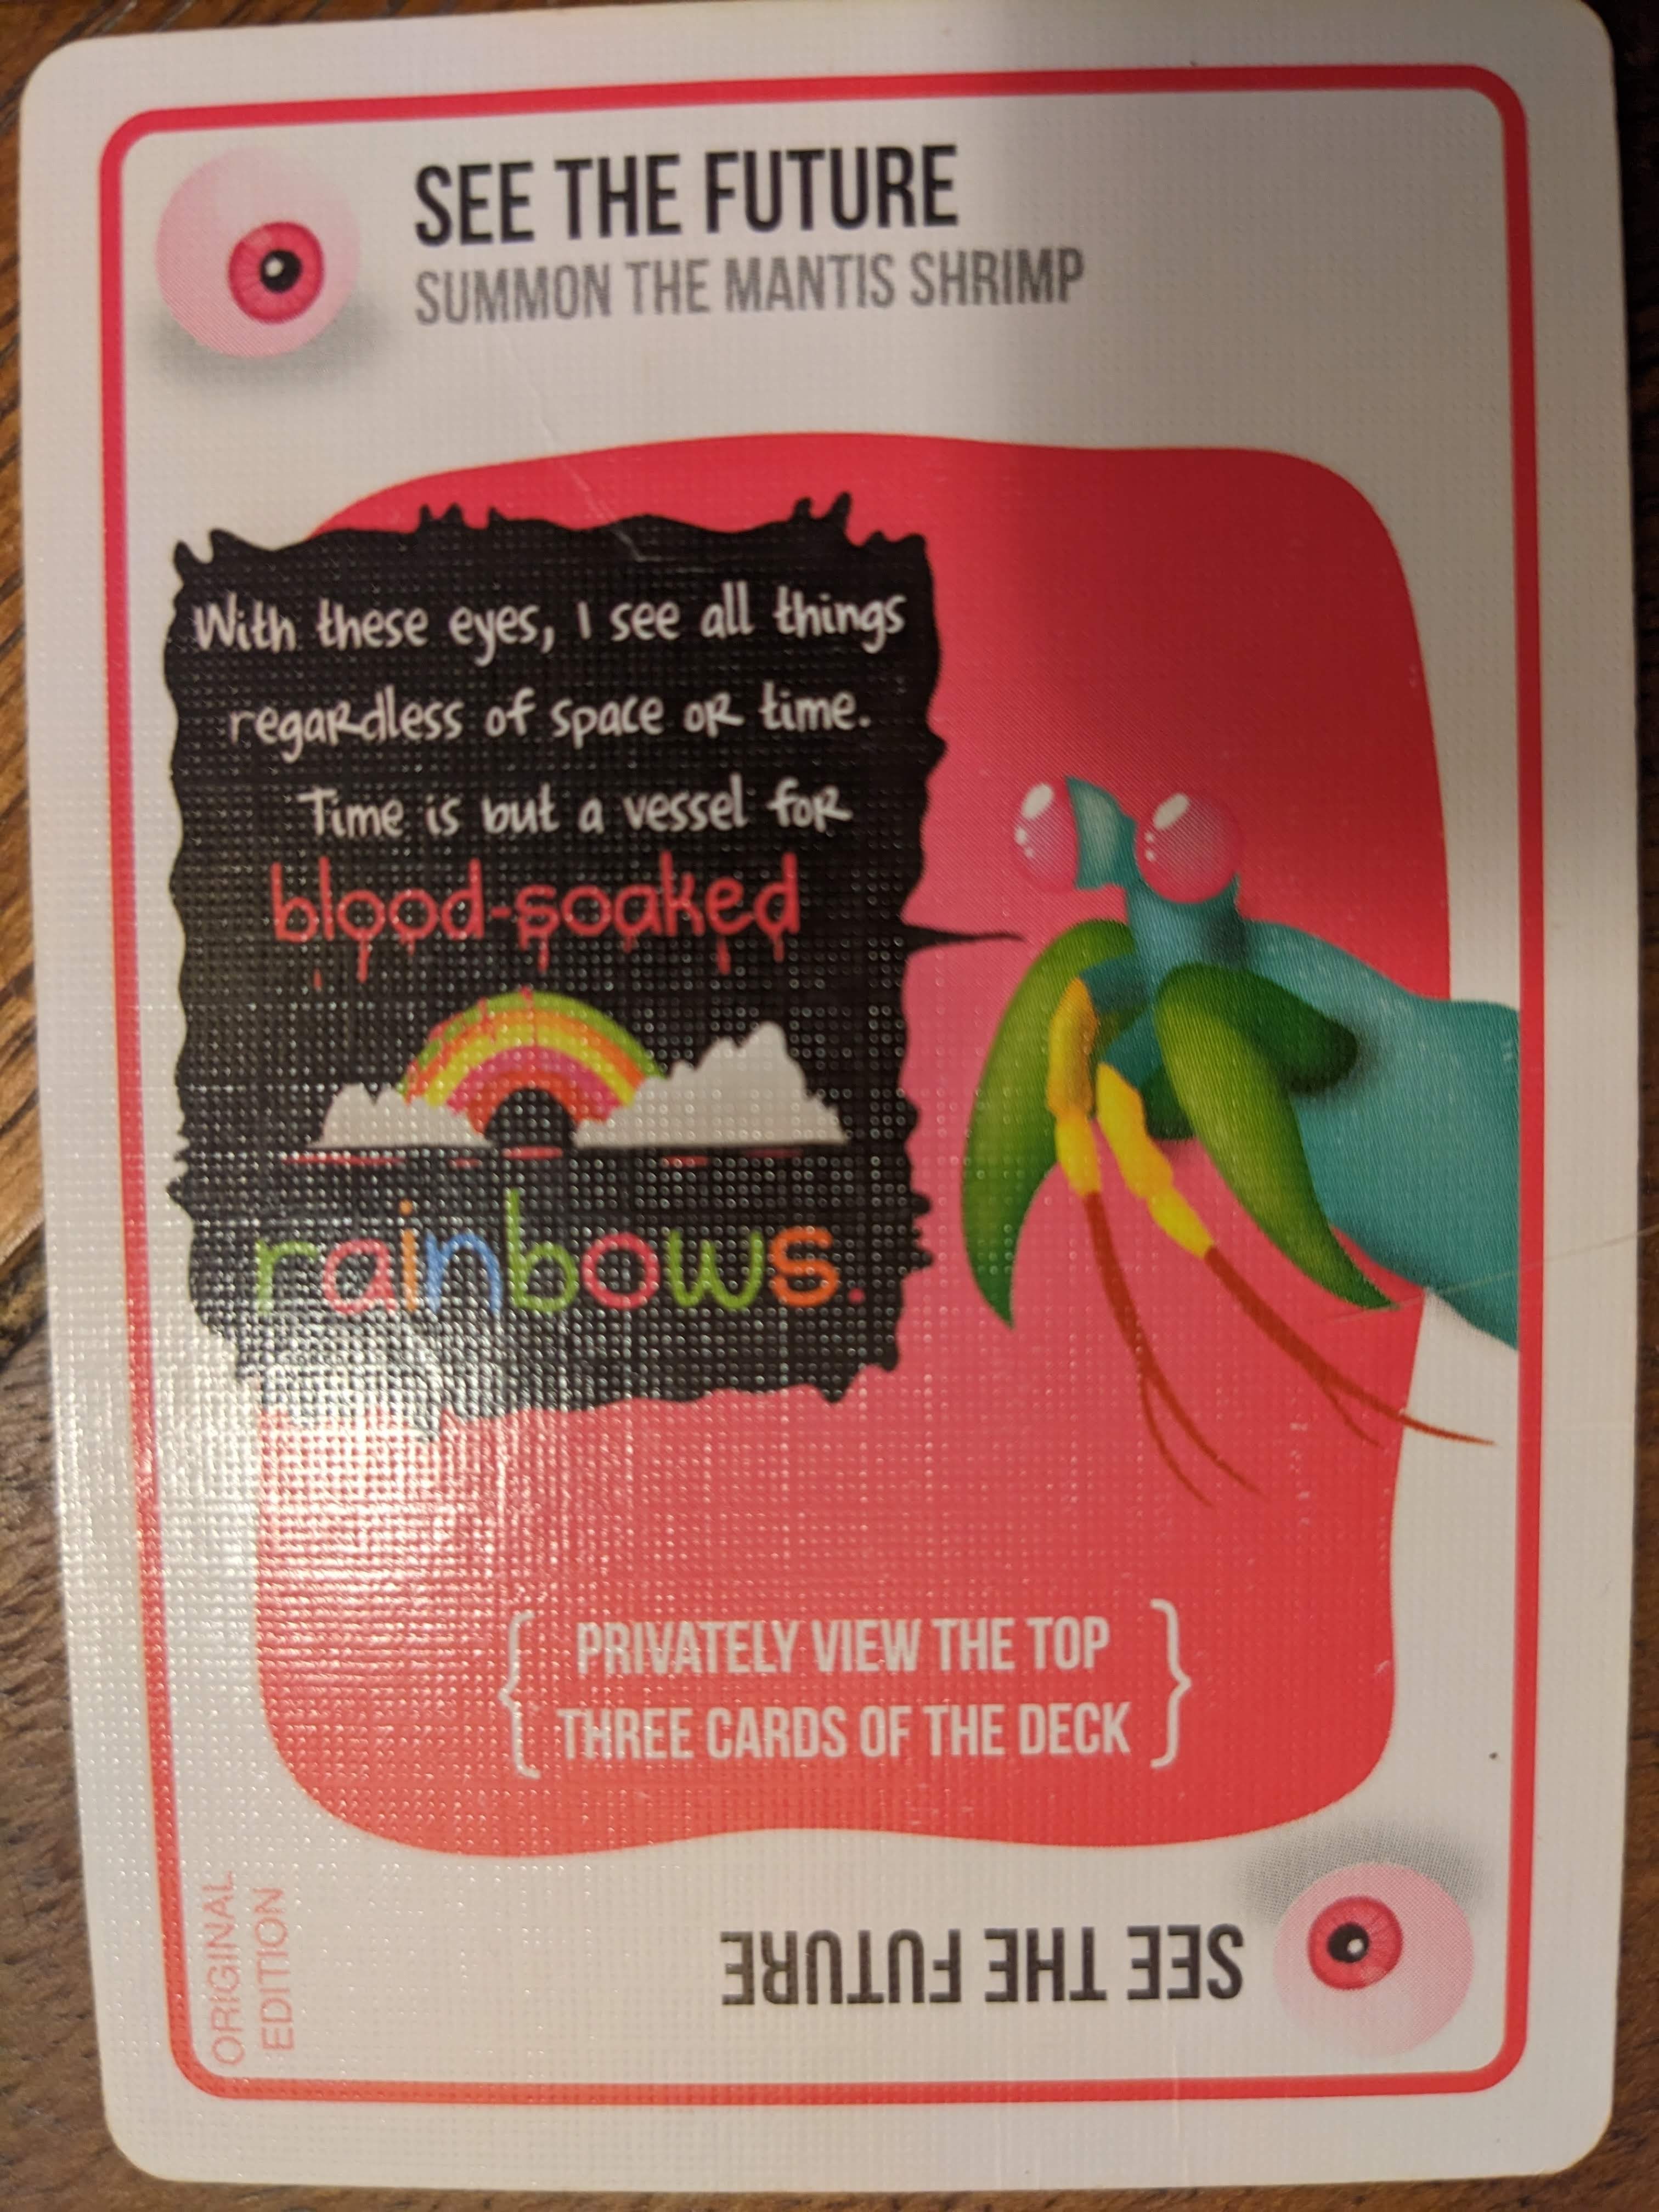 SEE THE FUTURE
SUMMON THE MANTIS SHRIMP
With these eyes, I see all things
regardless of space or time.
Time is but a vessel for
blood-soaked
rainbows.
PRIVATELY VIEW THE TOP
THREE CARDS OF THE DECK
ORIGINAL
EDITION
SEE THE FUTURE